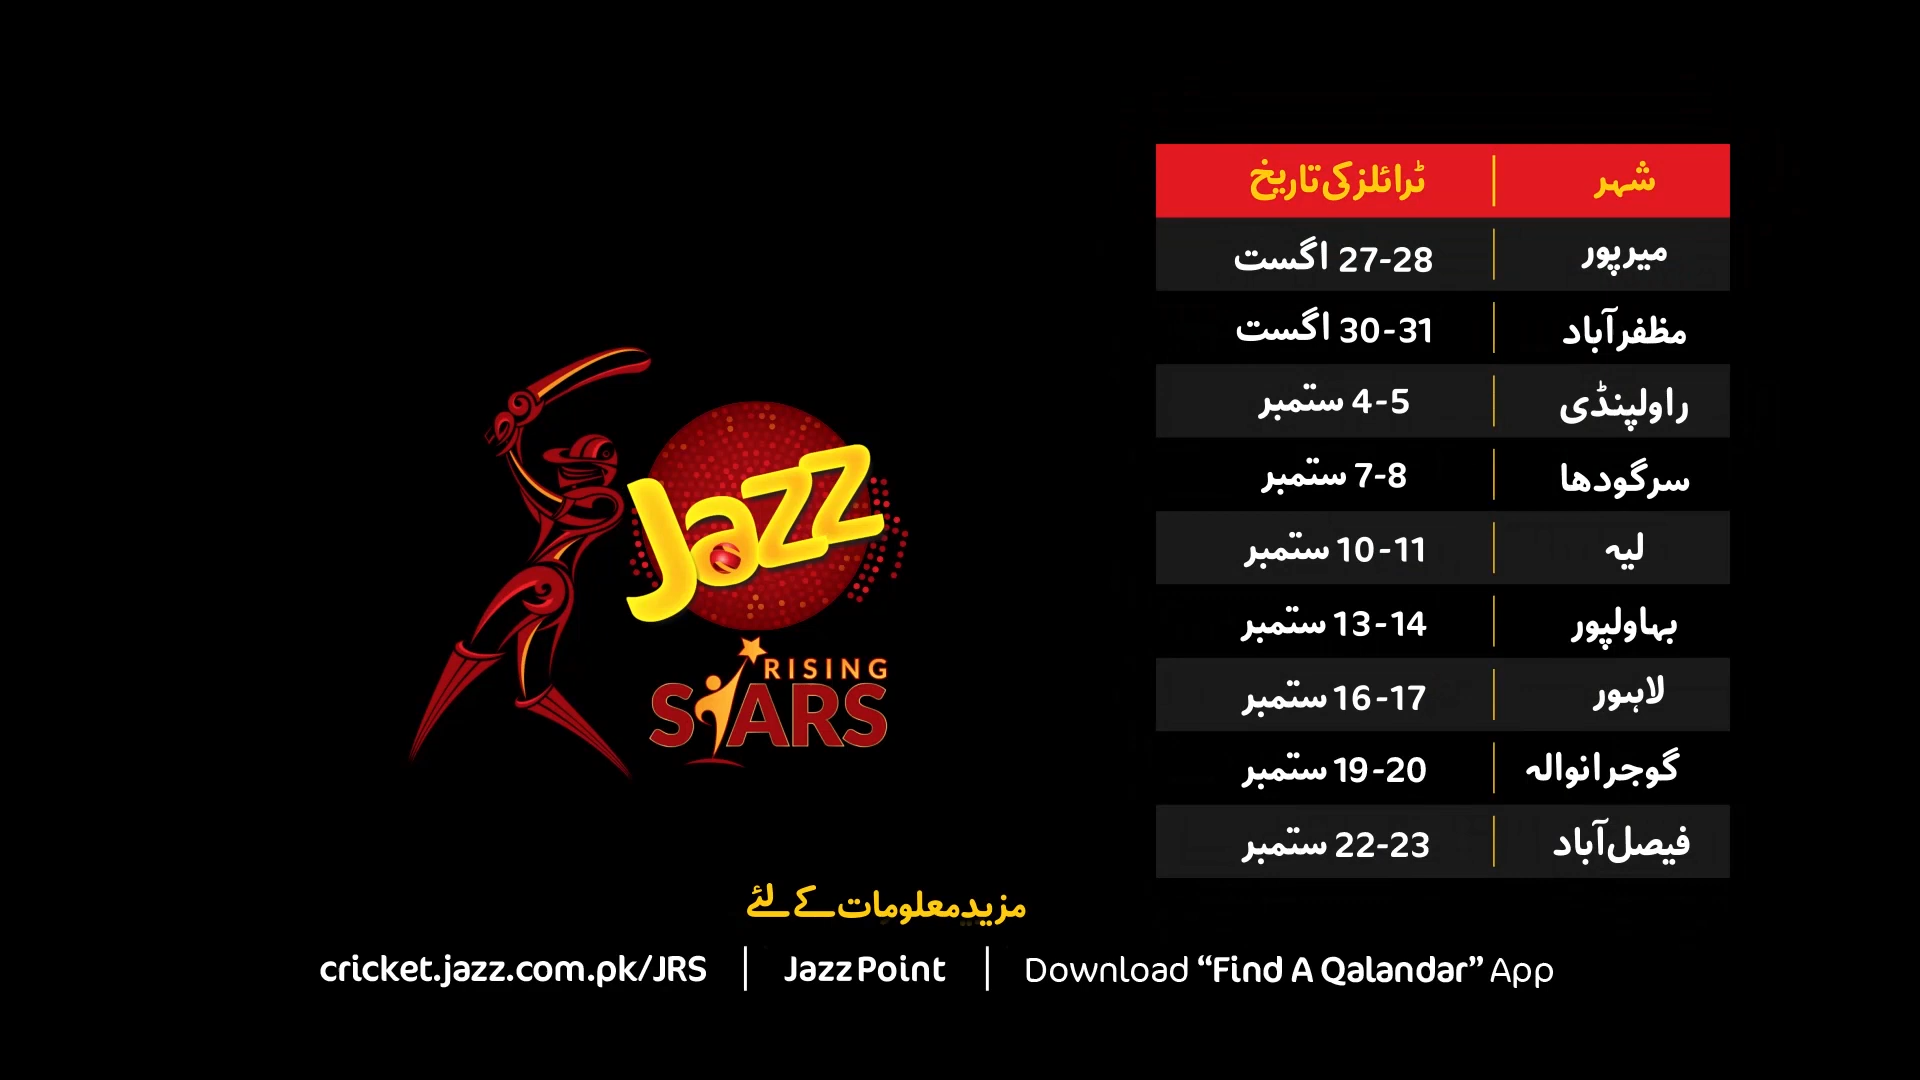 Jazz
RISING
STARS
شہر | ٹرائلز کی تاریخ
میرپور | 27-28 اگست
مظفرآباد | 30-31 اگست
راولپنڈی | 4-5 ستمبر
سرگودھا | 7-8 ستمبر
لیہ | 10-11 ستمبر
بہاولپور | 13-14 ستمبر
لاہور | 16-17 ستمبر
گوجرانوالہ | 19-20 ستمبر
فیصل آباد | 22-23 ستمبر
مزید معلومات کے لئے
cricket.jazz.com.pk/JRS | Jazz Point | Download “Find A Qalandar” App